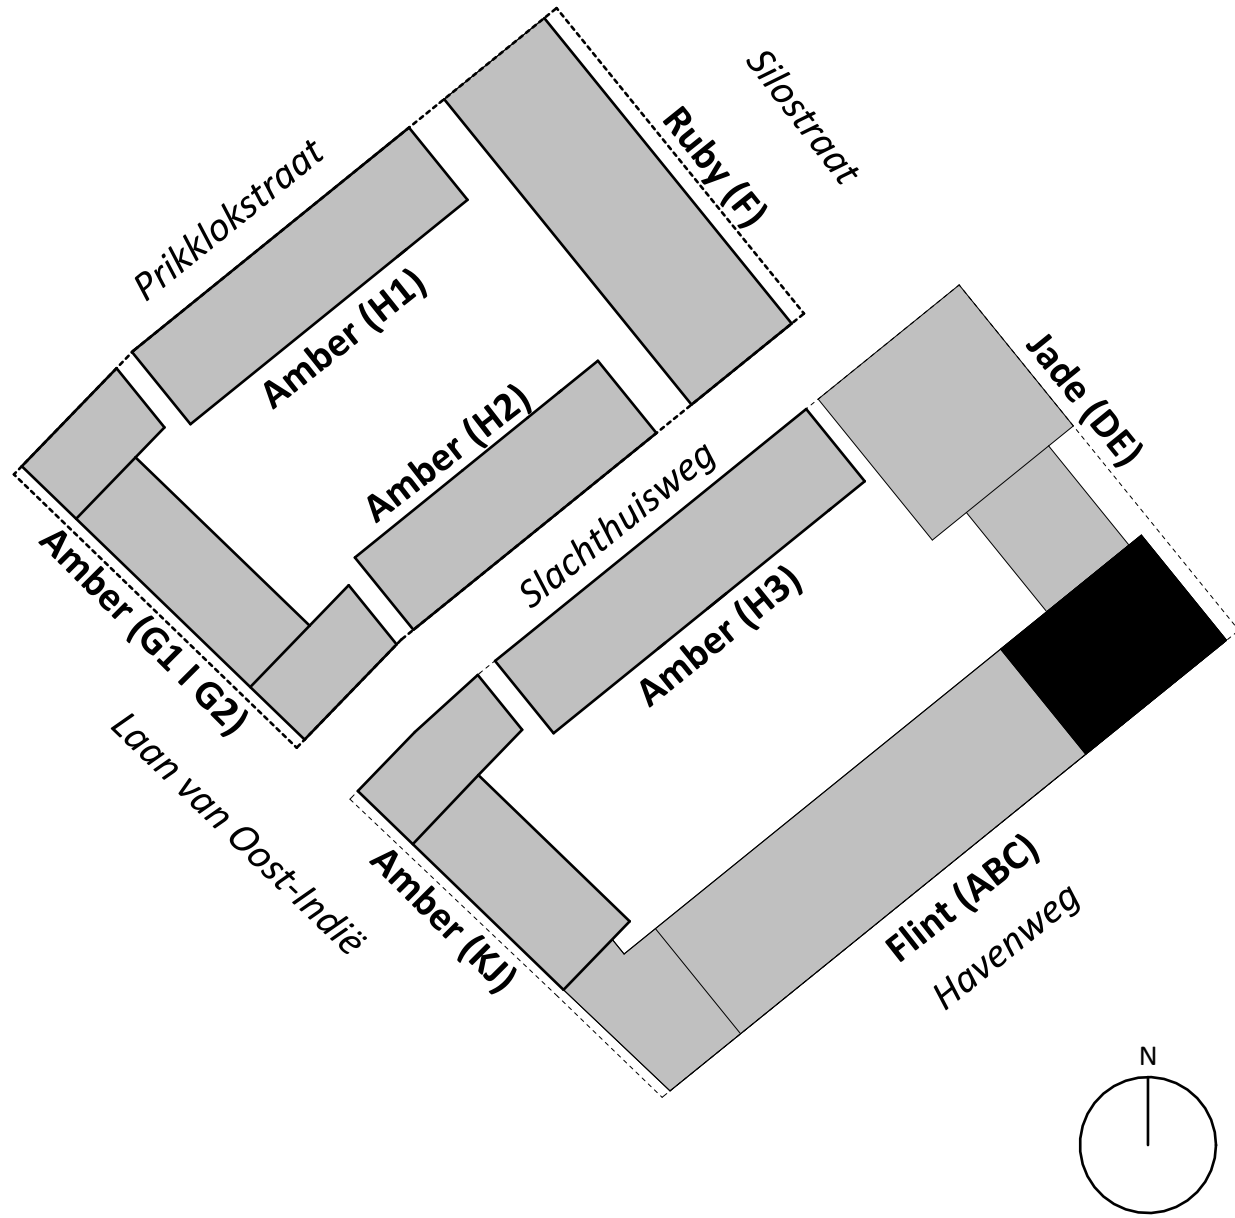 Silostraat
Ruby (F)
Prikklokstraat
Amber (H1)
Jade (DE)
Amber (H2)
Slachthuisweg
Amber (H3)
Amber (G1 I G2)
Laan van Oost-Indië
Amber (KJ)
Flint (ABC)
Havenweg
N